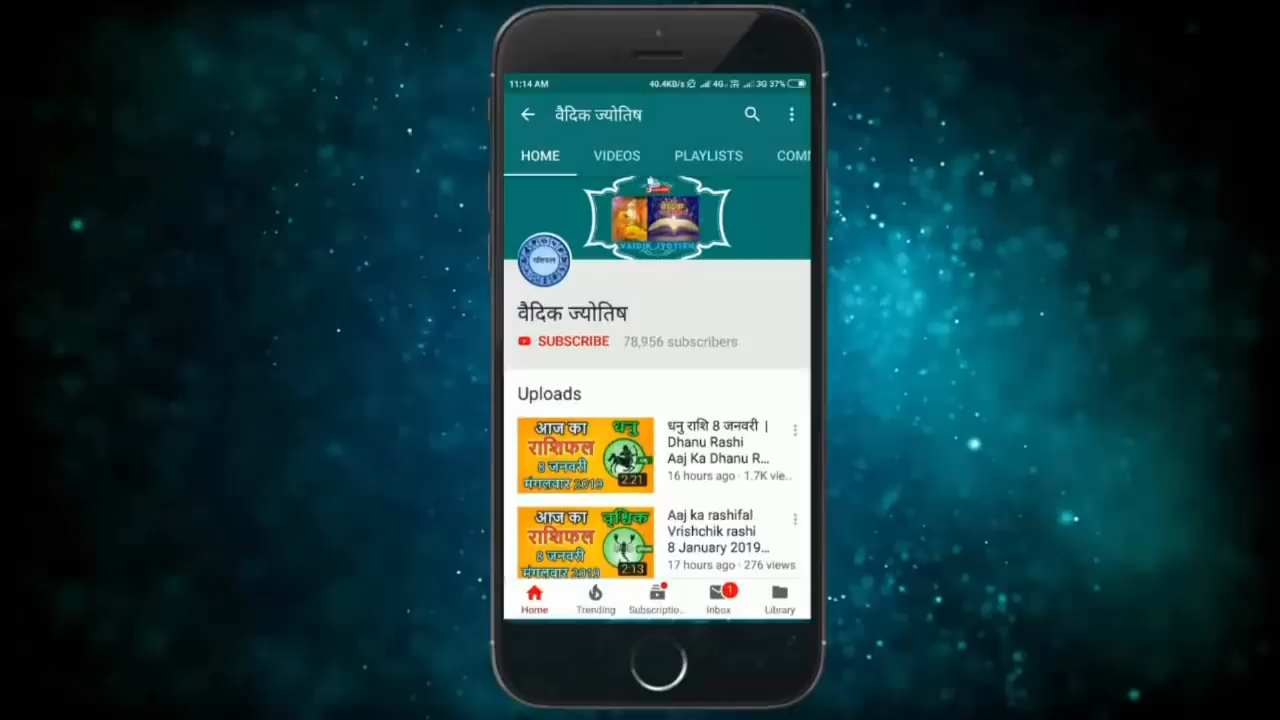 11:14 AM 40.4KB/s 4G 3G 37%
वैदिक ज्योतिष
HOME VIDEOS PLAYLISTS COMM
वैदिक
VAIDIK JYOTISH
राशिफल
वैदिक ज्योतिष
SUBSCRIBE 78,956 subscribers
Uploads
आज का धनु
राशिफल
8 जनवरी
मंगलवार 2019
2:21
धनु राशि 8 जनवरी |
Dhanu Rashi
Aaj Ka Dhanu R...
16 hours ago · 1.7K vie...
आज का वृश्चिक
राशिफल
8 जनवरी
मंगलवार 2019
2:13
Aaj ka rashifal
Vrishchik rashi
8 January 2019...
17 hours ago · 276 views
1
Home Trending Subscriptio... Inbox Library